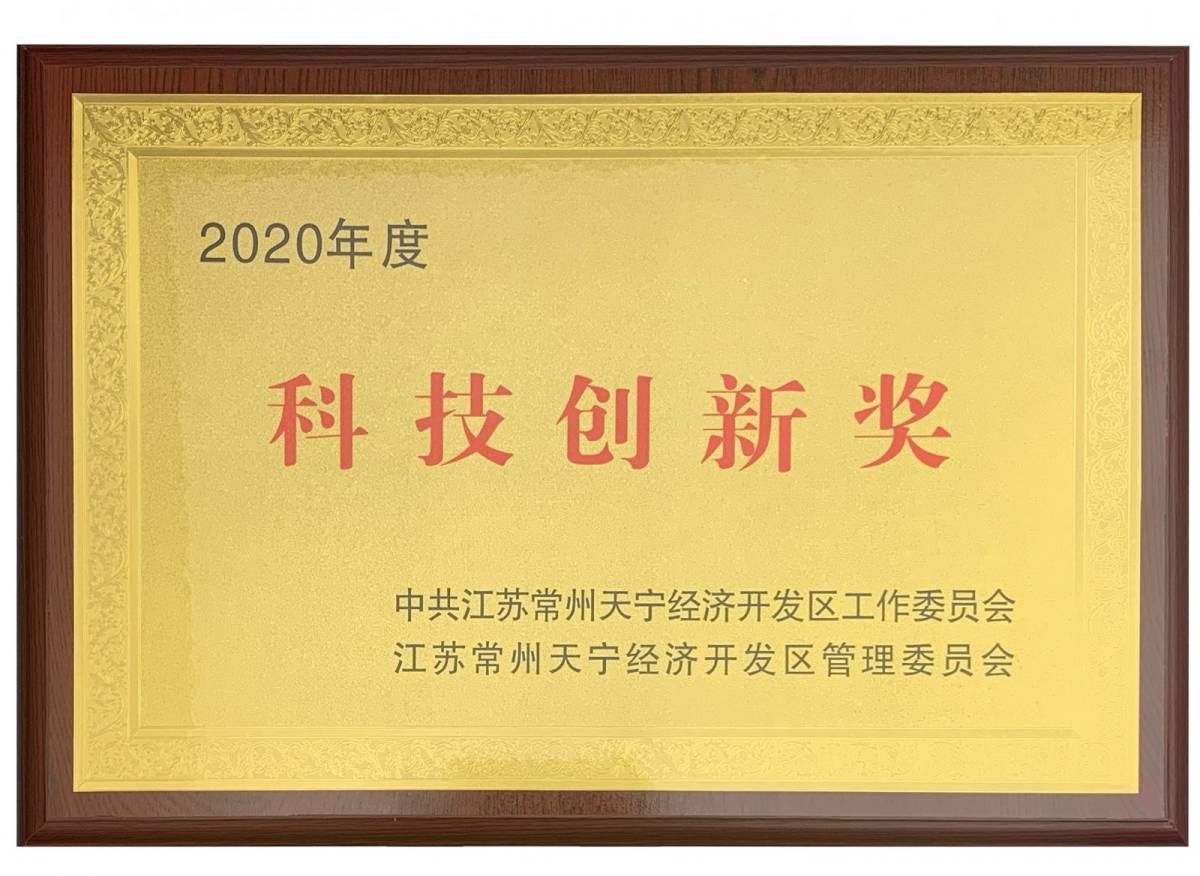 2020年度
科技创新奖
中共江苏常州天宁经济开发区工作委员会
江苏常州天宁经济开发区管理委员会